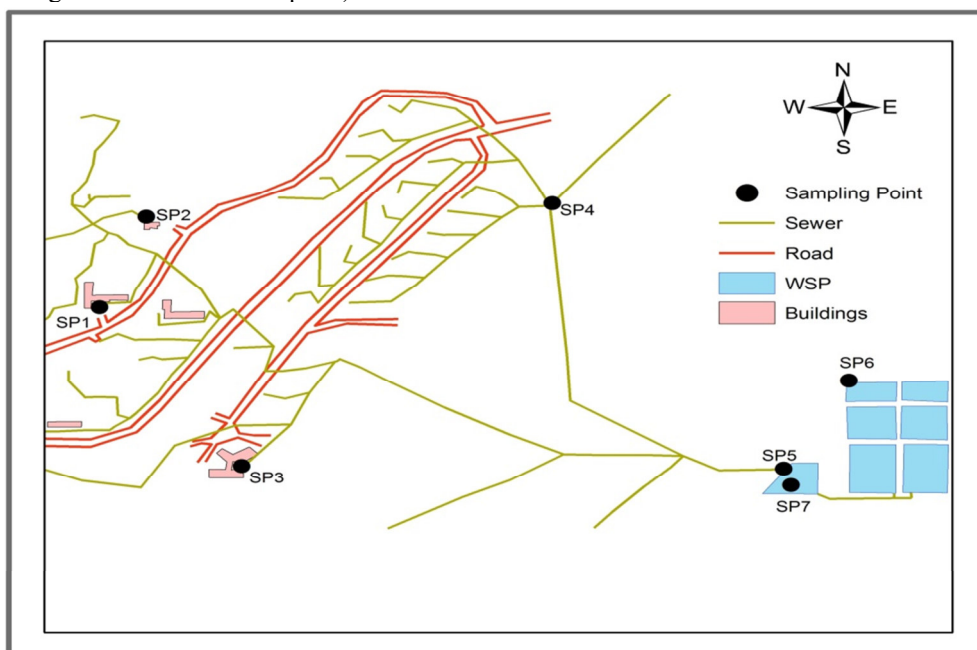 N
W E
S
Sampling Point
SP2
SP4
Sewer
Road
WSP
SP1
Buildings
SP6
SP5
SP3
SP7